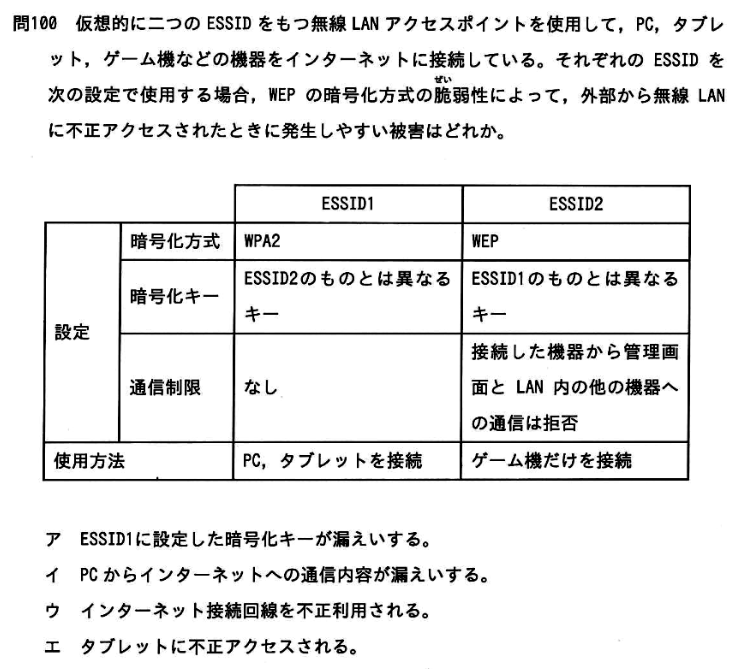 問100 仮想的に二つの ESSID をもつ無線 LAN アクセスポイントを使用して，PC，タブレ
ット，ゲーム機などの機器をインターネットに接続している。それぞれの ESSID を
ぜい
次の設定で使用する場合，WEP の暗号化方式の脆弱性によって，外部から無線 LAN
に不正アクセスされたときに発生しやすい被害はどれか。
ESSID1 ESSID2
設定
暗号化方式 WPA2 WEP
暗号化キー
ESSID2のものとは異なる ESSID1のものとは異なる
キー キー
通信制限 なし
接続した機器から管理画
面と LAN 内の他の機器へ
の通信は拒否
使用方法 PC，タブレットを接続 ゲーム機だけを接続
ア ESSID1に設定した暗号化キーが漏えいする。
イ PC からインターネットへの通信内容が漏えいする。
ウ インターネット接続回線を不正利用される。
エ タブレットに不正アクセスされる。